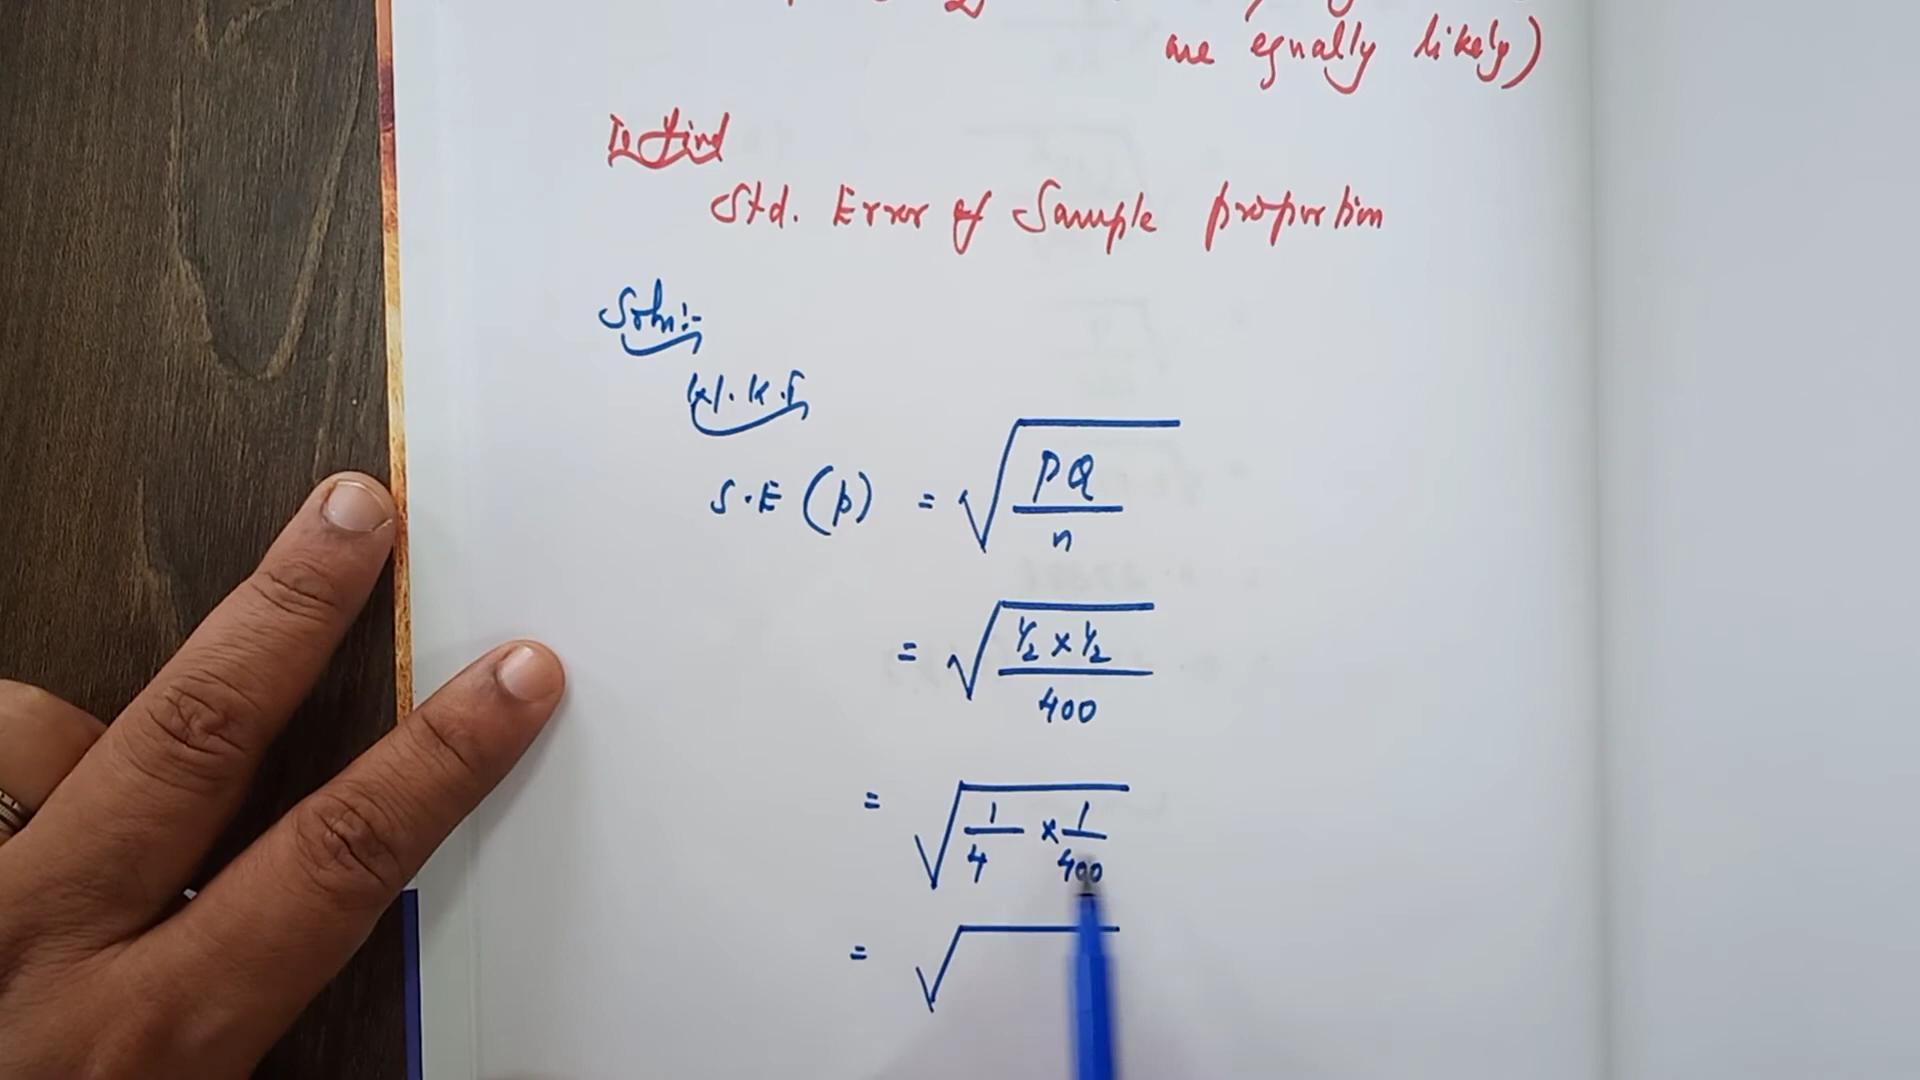 are equally likely)
To find
Std. Error of Sample proportion
Soln:-
W.K.T
S.E (p) = √(PQ/n)
= √(1/2 × 1/2 / 400)
= √(1/4 × 1/400)
= √